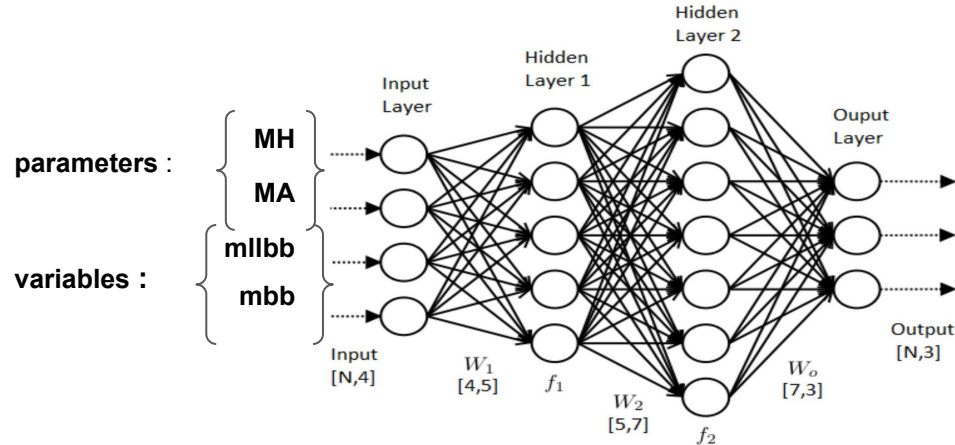 Hidden
Layer 2
Hidden
Layer 1
Input
Layer
Ouput
Layer
parameters :
MH
MA
variables :
mllbb
mbb
Input
[N,4]
W1
[4,5]
f1
W2
[5,7]
f2
Wo
[7,3]
Output
[N,3]